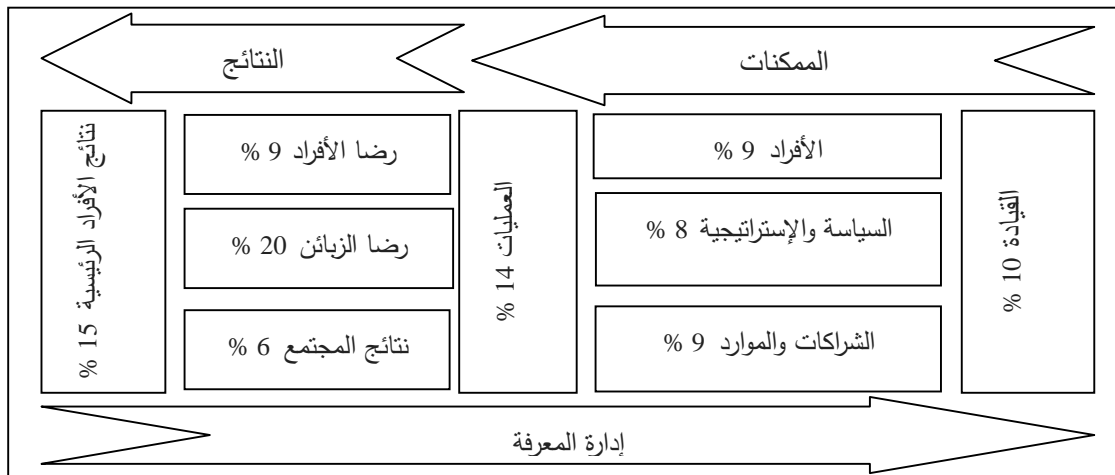 الممكنات
النتائج
القيادة 10 %
الأفراد 9 %
السياسة والإستراتيجية 8 %
الشراكات والموارد 9 %
العمليات 14 %
رضا الأفراد 9 %
رضا الزبائن 20 %
نتائج المجتمع 6 %
نتائج الأفراد الرئيسية 15 %
إدارة المعرفة